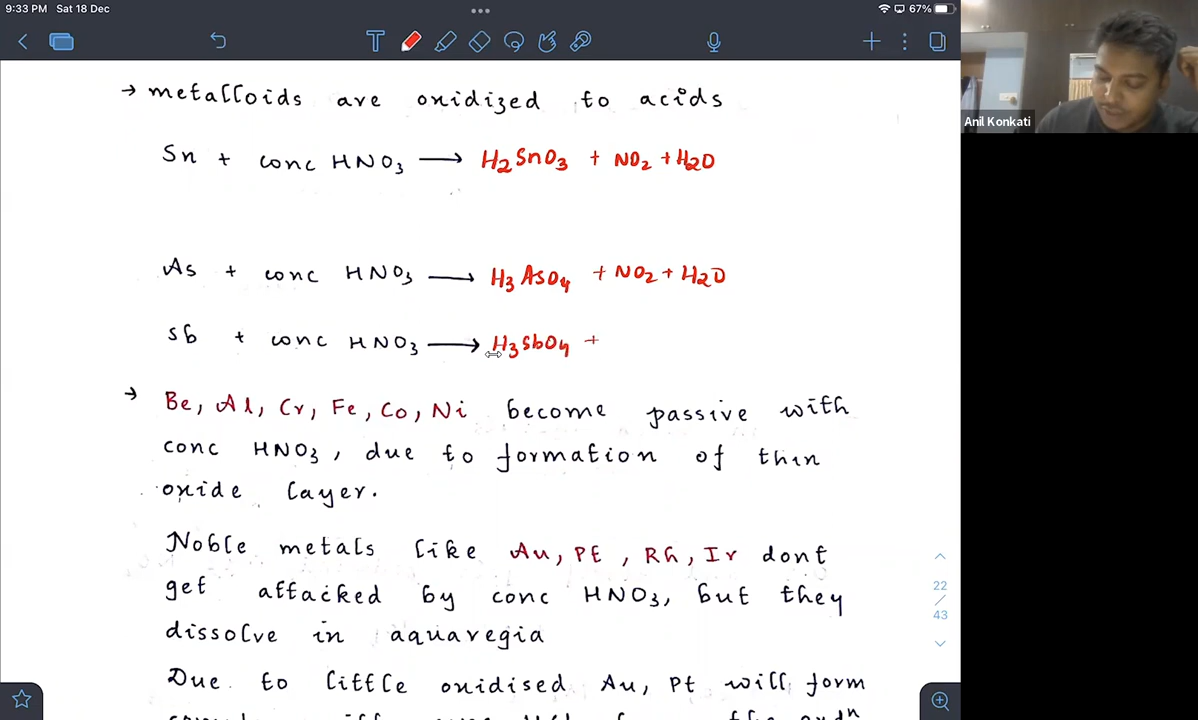 9:33 PM Sat 18 Dec
67%
Anil Konkati
→ metalloids are oxidized to acids
Sn + conc HNO3 ⟶ H2SnO3 + NO2 + H2O
As + conc HNO3 ⟶ H3AsO4 + NO2 + H2O
Sb + conc HNO3 ⟶ H3SbO4 +
→ Be, Al, Cr, Fe, Co, Ni become passive with
conc HNO3, due to formation of thin
oxide layer.
Noble metals like Au, Pt, Rh, Ir dont
get attacked by conc HNO3, but they
dissolve in aquaregia
Due to little oxidised Au, Pt will form
22
/
43